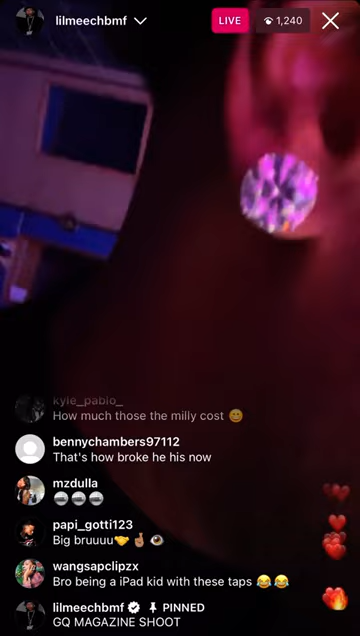 lilmeechbmf
LIVE
1,240
kyle_pablo_
How much those the milly cost 🙂
bennychambers97112
That's how broke he his now
mzdulla
papi_gotti123
Big bruuuu🤝🤞🏽👁
wangsapclipzx
Bro being a iPad kid with these taps 😂😂
lilmeechbmf PINNED
GQ MAGAZINE SHOOT